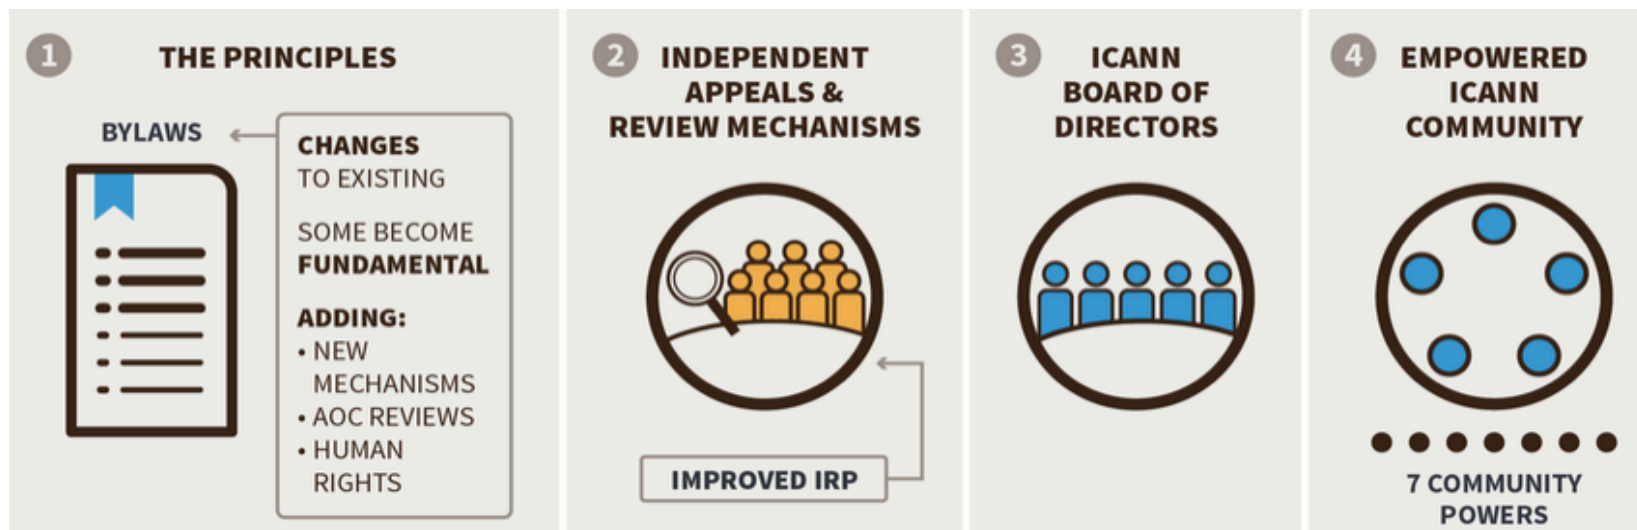 1
THE PRINCIPLES
BYLAWS
CHANGES
TO EXISTING
SOME BECOME
FUNDAMENTAL
ADDING:
• NEW
MECHANISMS
• AOC REVIEWS
• HUMAN
RIGHTS
2
INDEPENDENT
APPEALS &
REVIEW MECHANISMS
IMPROVED IRP
3
ICANN
BOARD OF
DIRECTORS
4
EMPOWERED
ICANN
COMMUNITY
7 COMMUNITY
POWERS